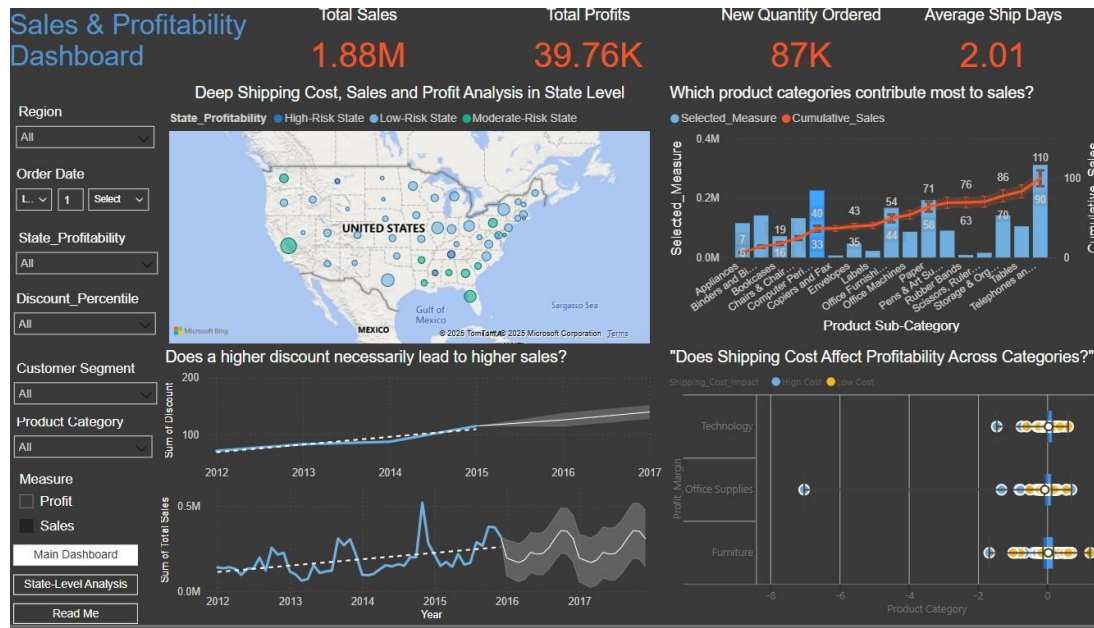 Sales & Profitability
Dashboard
Total Sales
1.88M
Total Profits
39.76K
New Quantity Ordered
87K
Average Ship Days
2.01
Region
All
Order Date
L..
1
Select
State_Profitability
All
Discount_Percentile
All
Customer Segment
All
Product Category
All
Measure
Profit
Sales
Main Dashboard
State-Level Analysis
Read Me
Deep Shipping Cost, Sales and Profit Analysis in State Level
State_Profitability High-Risk State Low-Risk State Moderate-Risk State
UNITED STATES
Gulf of
Mexico
Sargasso Sea
MEXICO
Microsoft Bing
© 2025 TomTom © 2025 Microsoft Corporation Terms
Which product categories contribute most to sales?
Selected_Measure Cumulative_Sales
Selected_Measure
0.4M
0.2M
0.0M
7
6
19
16
40
33
43
35
54
44
71
58
76
63
86
70
110
90
100
0
Cumulative_Sales
Appliances
Binders and Bi...
Bookcases
Chairs & Chair...
Computer Peri...
Copiers and Fax
Envelopes
Labels
Office Furnishi...
Office Machines
Paper
Pens & Art Su...
Rubber Bands
Scissors, Ruler...
Storage & Org...
Tables
Telephones an...
Product Sub-Category
Does a higher discount necessarily lead to higher sales?
Sum of Discount
200
100
2012 2013 2014 2015 2016 2017
Sum of Total Sales
0.5M
0.0M
2012 2013 2014 2015 2016 2017
Year
"Does Shipping Cost Affect Profitability Across Categories?"
Shipping_Cost_Impact High Cost Low Cost
Profit_Margin
Technology
Office Supplies
Furniture
-8 -6 -4 -2 0
Product Category